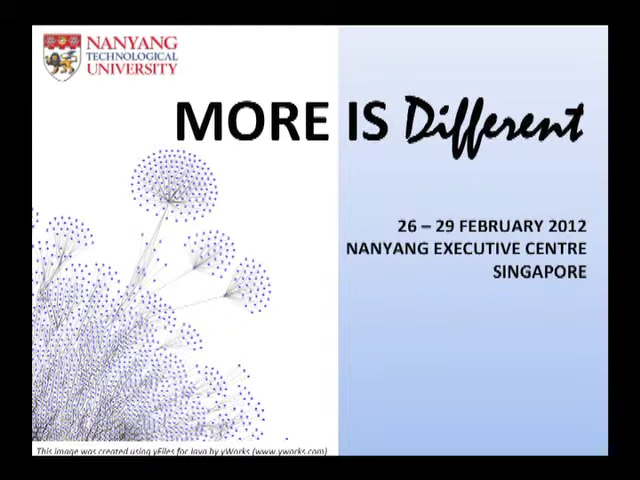 NANYANG
TECHNOLOGICAL
UNIVERSITY
MORE IS Different
26 – 29 FEBRUARY 2012
NANYANG EXECUTIVE CENTRE
SINGAPORE
This image was created using yFiles for Java by yWorks (www.yworks.com)